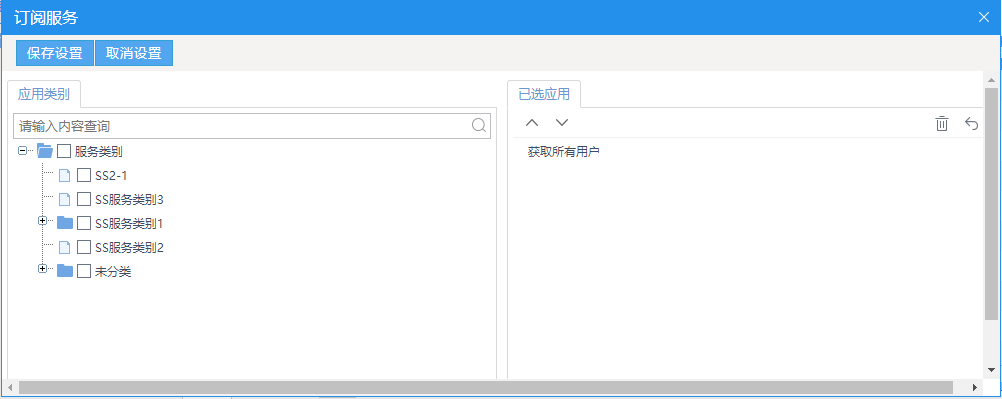 订阅服务
保存设置 取消设置
应用类别
请输入内容查询
服务类别
SS2-1
SS服务类别3
SS服务类别1
SS服务类别2
未分类
已选应用
获取所有用户